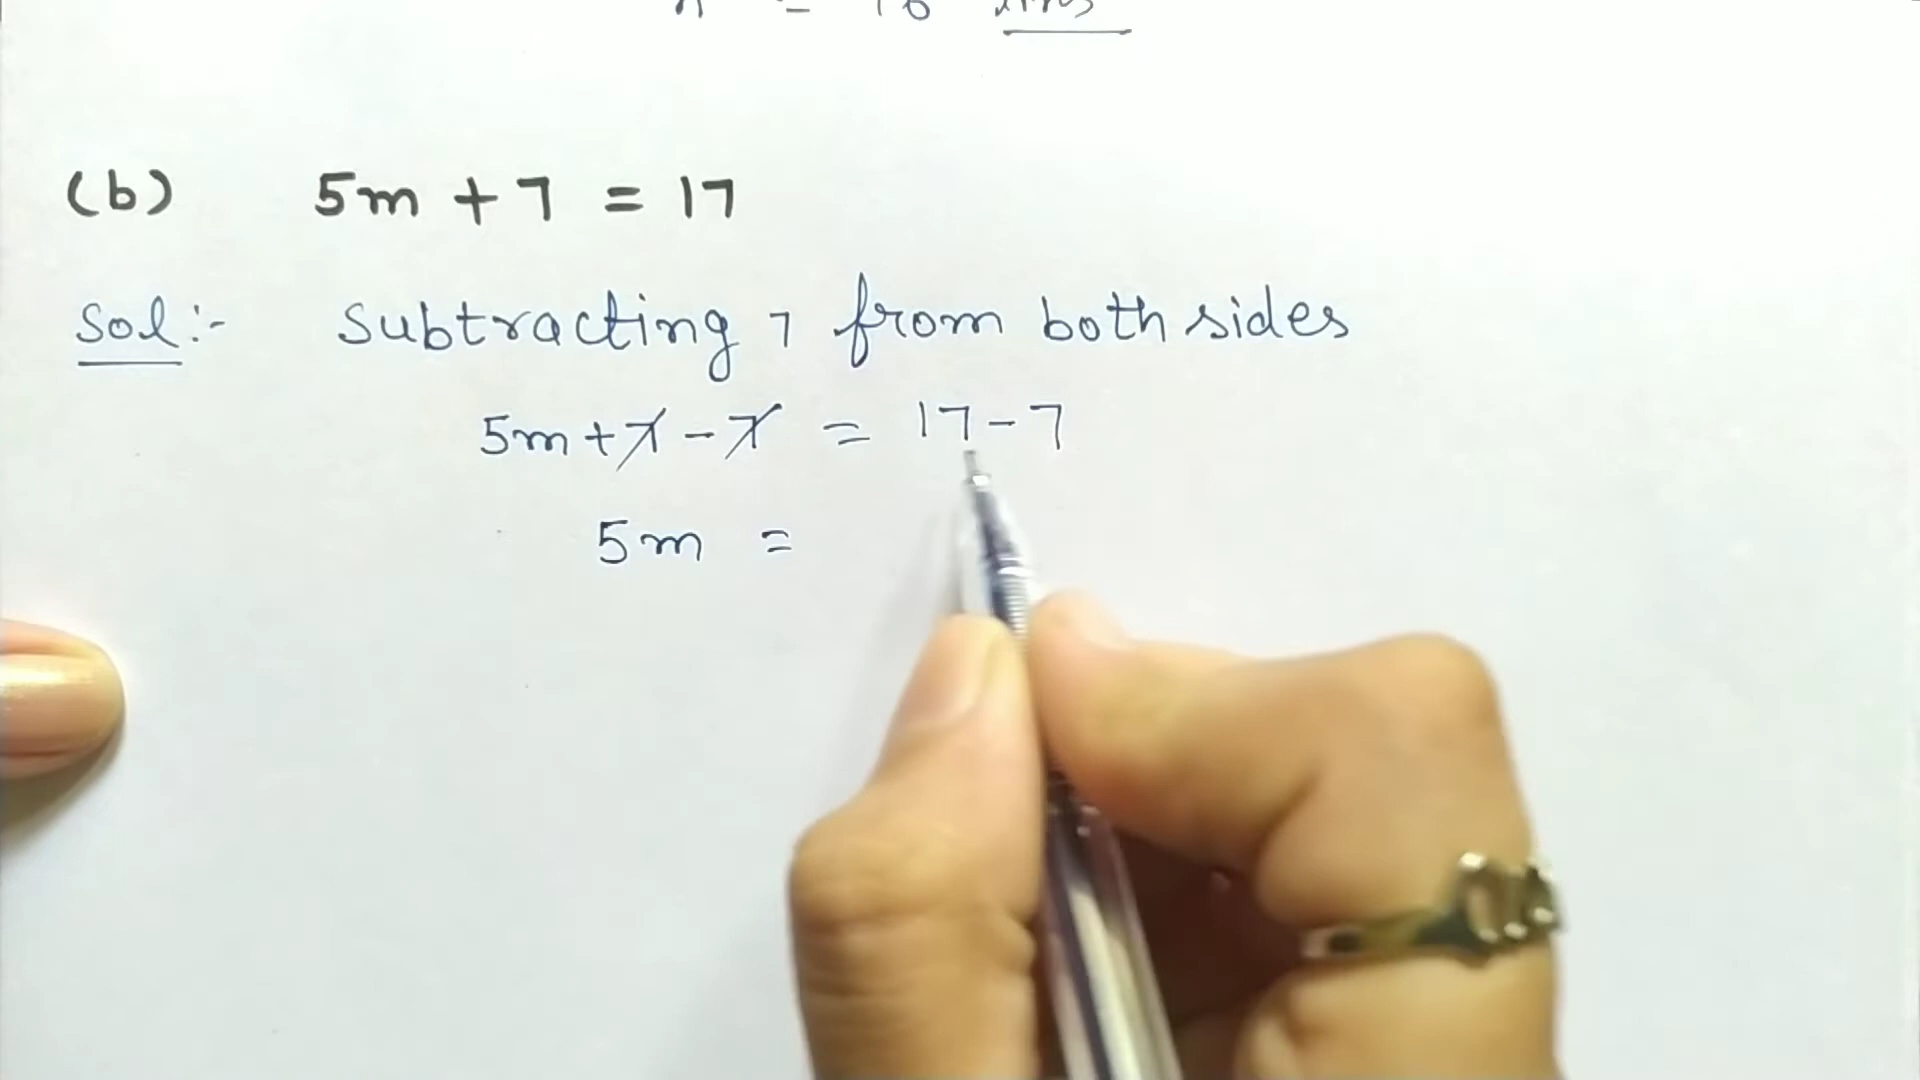 (b) 5m + 7 = 17
Sol:- Subtracting 7 from both sides
5m + 7 - 7 = 17 - 7
5m =